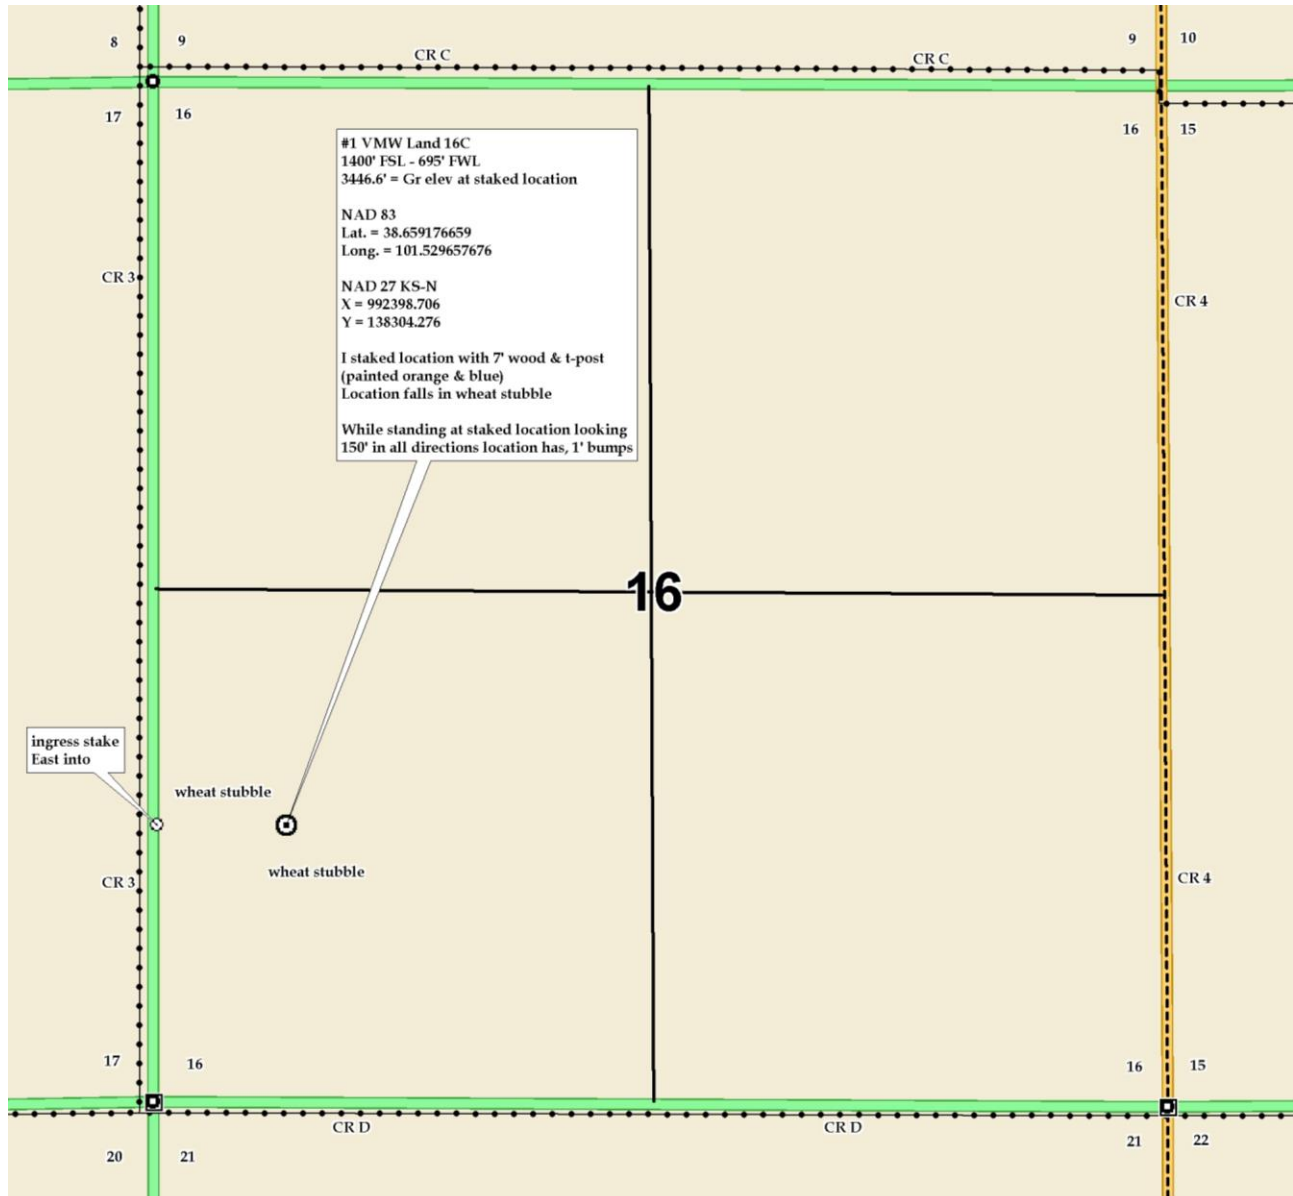 8
9
CR C
CR C
9
10
17
16
16
15
#1 VMW Land 16C
1400' FSL - 695' FWL
3446.6' = Gr elev at staked location
NAD 83
Lat. = 38.659176659
Long. = 101.529657676
NAD 27 KS-N
X = 992398.706
Y = 138304.276
I staked location with 7' wood & t-post
(painted orange & blue)
Location falls in wheat stubble
While standing at staked location looking
150' in all directions location has, 1' bumps
CR 3
CR 4
16
ingress stake
East into
wheat stubble
wheat stubble
CR 3
CR 4
17
16
16
15
CR D
CR D
20
21
21
22